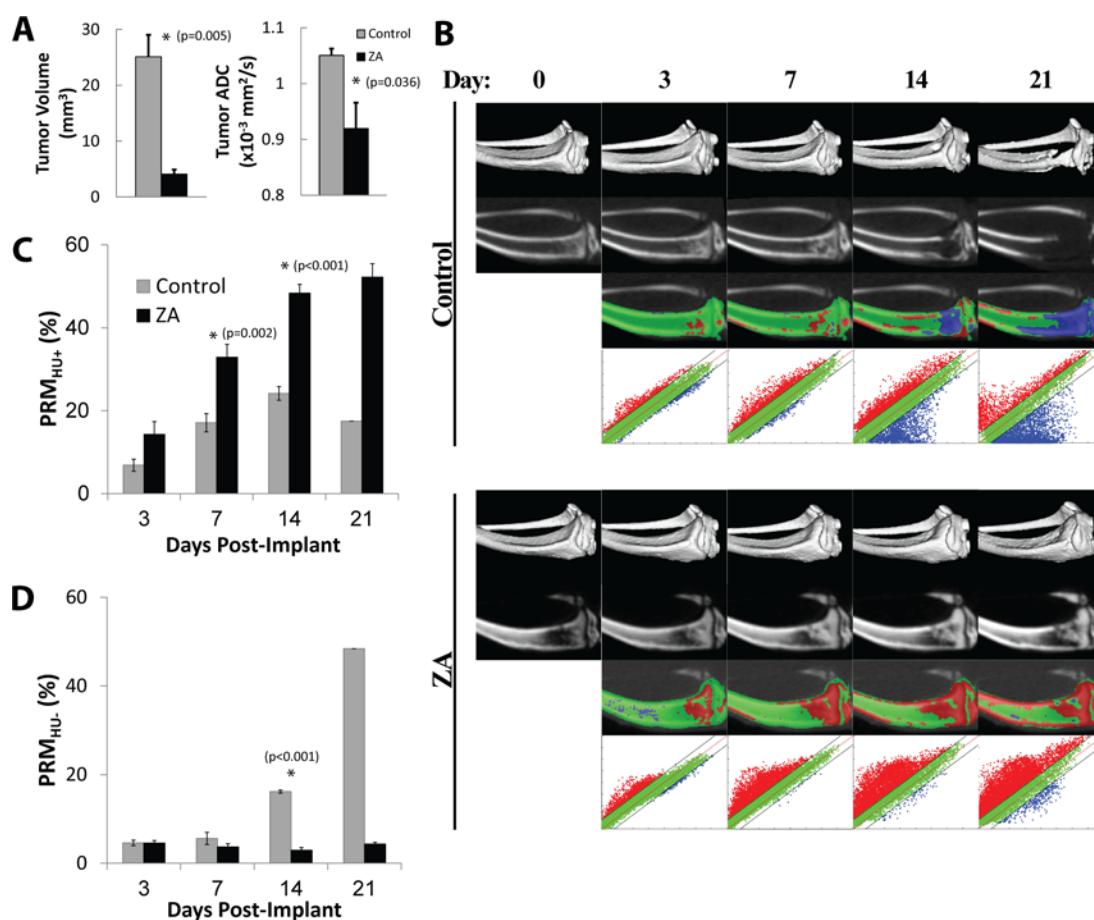 A
Tumor Volume
(mm³)
30
20
10
0
* (p=0.005)
Tumor ADC
(x10⁻³ mm²/s)
1.1
1
0.9
0.8
Control
ZA
* (p=0.036)
B
Day: 0 3 7 14 21
Control
ZA
C
PRM_HU+ (%)
60
40
20
0
Control
ZA
* (p=0.002)
* (p<0.001)
3 7 14 21
Days Post-Implant
D
PRM_HU- (%)
60
40
20
0
(p<0.001)
*
3 7 14 21
Days Post-Implant